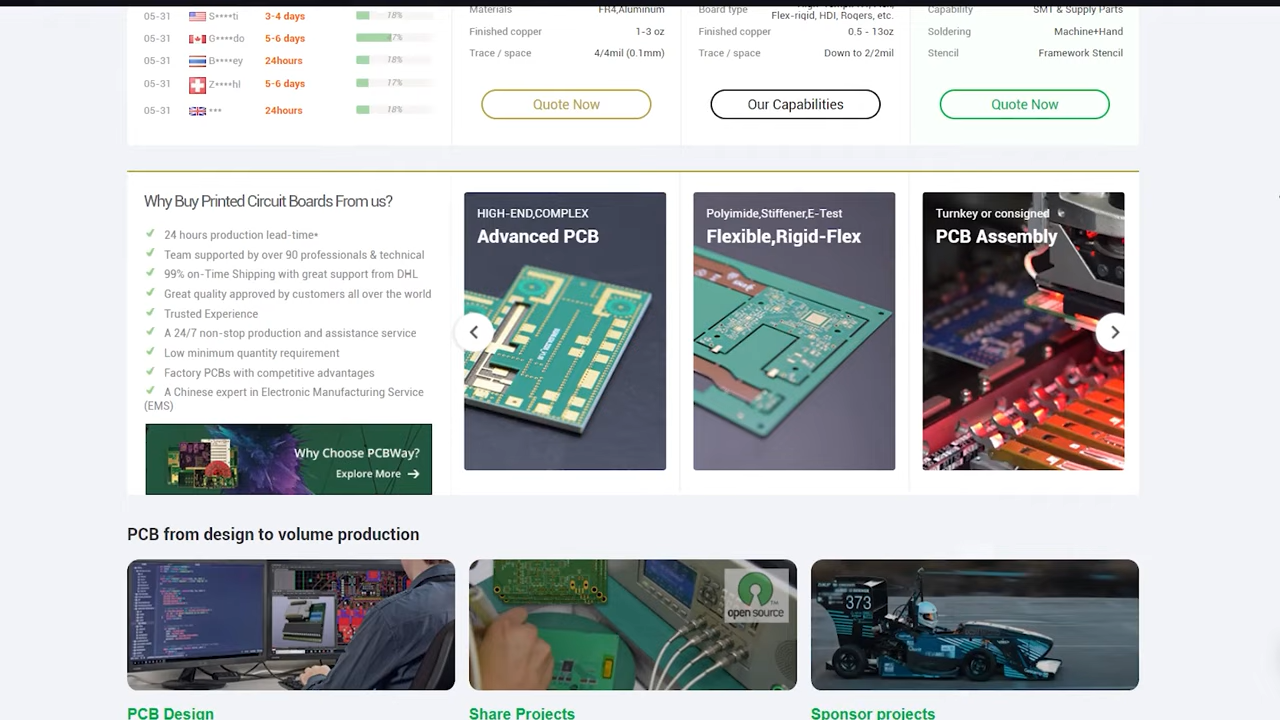 05-31 S****ti 3-4 days 18%
05-31 G****do 5-6 days 47%
05-31 B****ey 24hours 18%
05-31 Z****hl 5-6 days 17%
05-31 *** 24hours 18%
Materials FR4,Aluminum
Finished copper 1-3 oz
Trace / space 4/4mil (0.1mm)
Quote Now
Board type
Flex-rigid, HDI, Rogers, etc.
Finished copper 0.5 - 13oz
Trace / space Down to 2/2mil
Our Capabilities
Capability SMT & Supply Parts
Soldering Machine+Hand
Stencil Framework Stencil
Quote Now
Why Buy Printed Circuit Boards From us?
24 hours production lead-time*
Team supported by over 90 professionals & technical
99% on-Time Shipping with great support from DHL
Great quality approved by customers all over the world
Trusted Experience
A 24/7 non-stop production and assistance service
Low minimum quantity requirement
Factory PCBs with competitive advantages
A Chinese expert in Electronic Manufacturing Service
(EMS)
Why Choose PCBWay?
Explore More
HIGH-END,COMPLEX
Advanced PCB
Polyimide,Stiffener,E-Test
Flexible,Rigid-Flex
Turnkey or consigned
PCB Assembly
PCB from design to volume production
open source
373
PCB Design
Share Projects
Sponsor projects